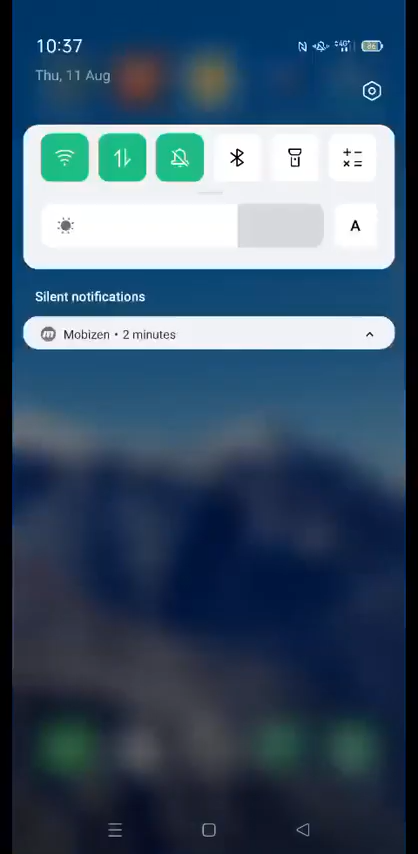 10:37
Thu, 11 Aug
A
Silent notifications
Mobizen • 2 minutes